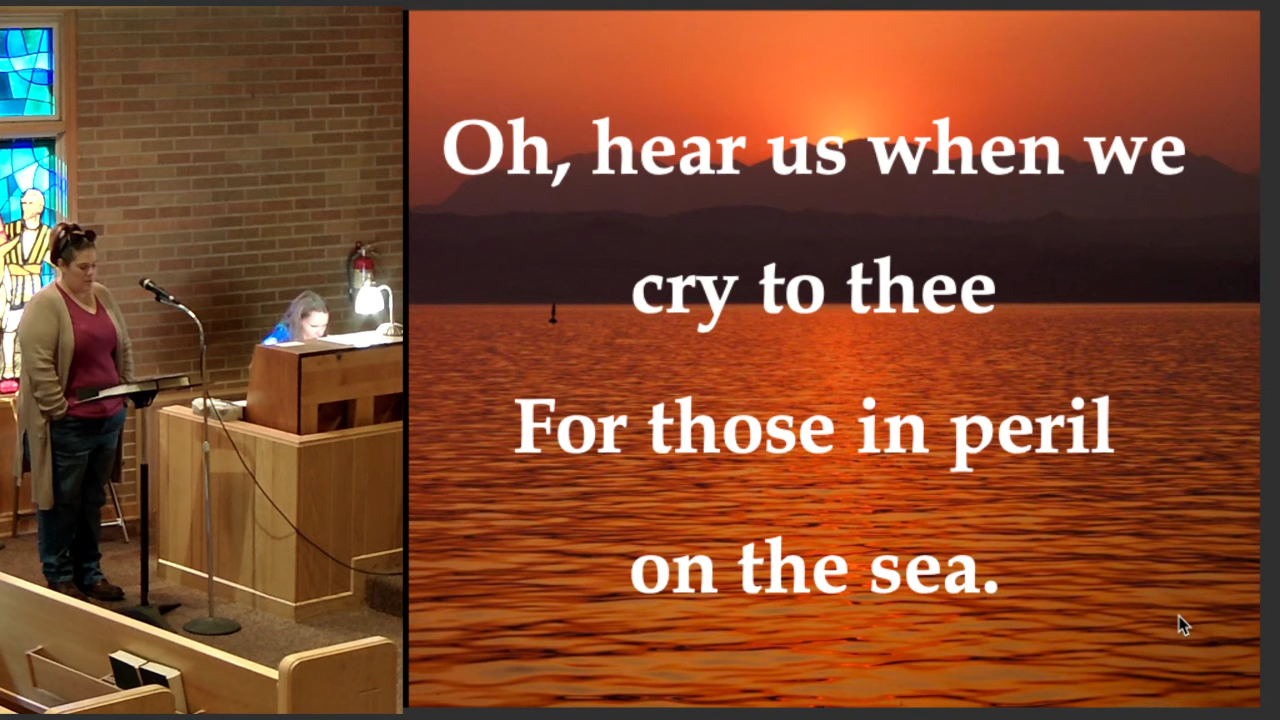 Oh, hear us when we
cry to thee
For those in peril
on the sea.